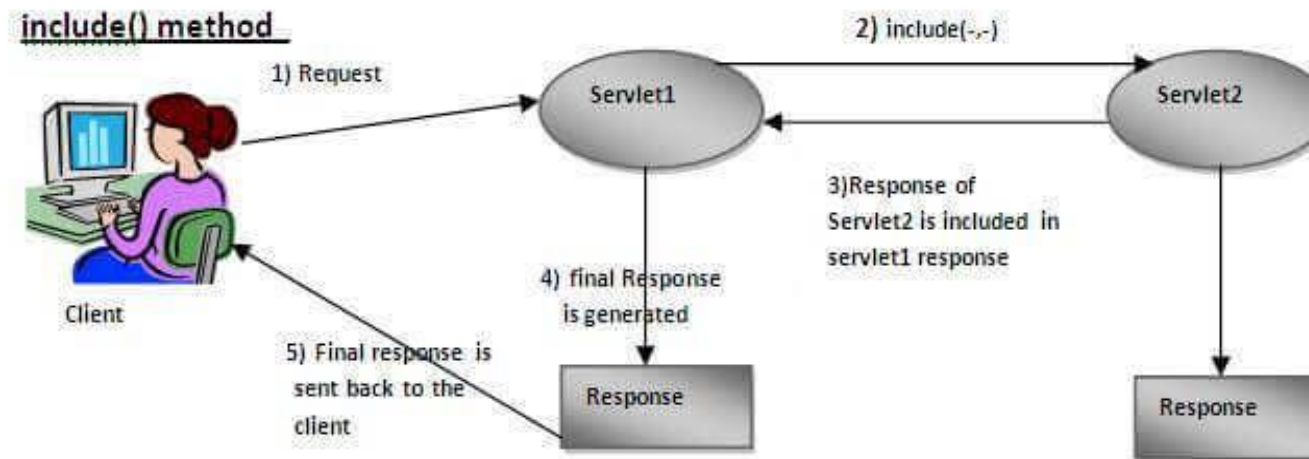 include() method
1) Request
2) include(-,-)
Servlet1
Servlet2
3)Response of
Servlet2 is included in
servlet1 response
Client
4) final Response
is generated
5) Final response is
sent back to the
client
Response
Response